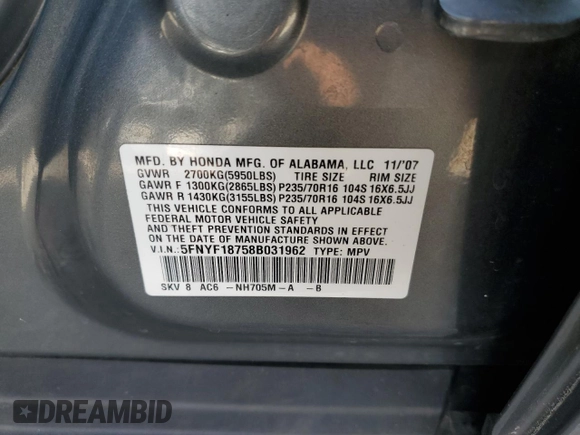 MFD. BY HONDA MFG. OF ALABAMA, LLC 11/'07
GVWR 2700KG(5950LBS) TIRE SIZE RIM SIZE
GAWR F 1300KG(2865LBS) P235/70R16 104S 16X6.5JJ
GAWR R 1430KG(3155LBS) P235/70R16 104S 16X6.5JJ
THIS VEHICLE CONFORMS TO ALL APPLICABLE
FEDERAL MOTOR VEHICLE SAFETY
AND THEFT PREVENTION STANDARDS IN EFFECT
ON THE DATE OF MANUFACTURE SHOWN ABOVE.
V.I.N.: 5FNYF18758B031962 TYPE: MPV
SKV 8 AC6 -NH705M-A -B
DREAMBID